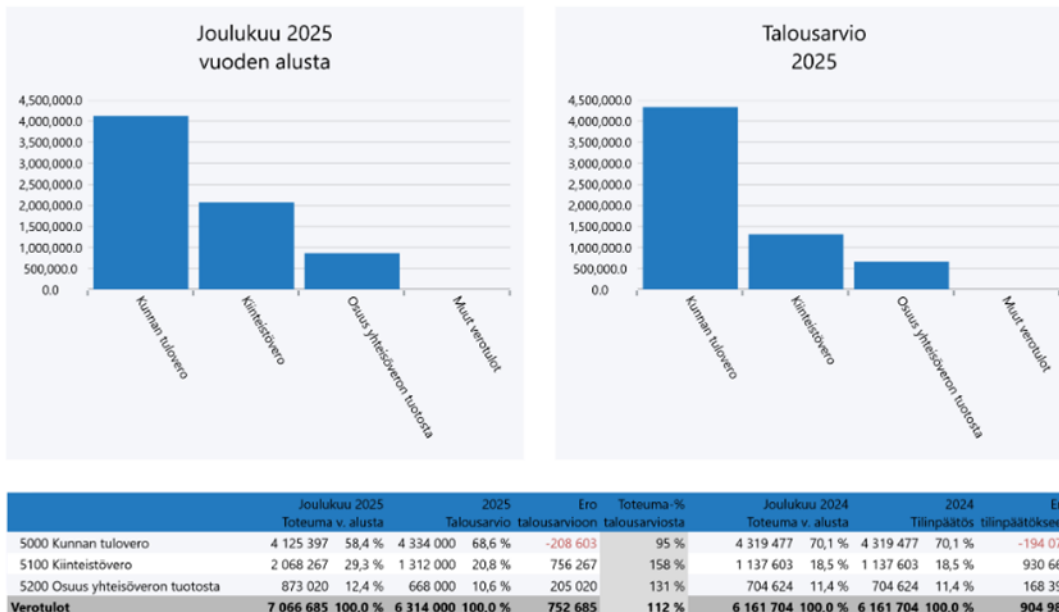 Joulukuu 2025
vuoden alusta
4,500,000.0
4,000,000.0
3,500,000.0
3,000,000.0
2,500,000.0
2,000,000.0
1,500,000.0
1,000,000.0
500,000.0
0.0
Kunnan tulovero
Kiinteistövero
Osuus yhteisöveron tuotosta
Muut verotulot
Talousarvio
2025
4,500,000.0
4,000,000.0
3,500,000.0
3,000,000.0
2,500,000.0
2,000,000.0
1,500,000.0
1,000,000.0
500,000.0
0.0
Kunnan tulovero
Kiinteistövero
Osuus yhteisöveron tuotosta
Muut verotulot
Joulukuu 2025 2025 Ero Toteuma-% Joulukuu 2024 2024
Toteuma v. alusta Talousarvio talousarvioon talousarviosta Toteuma v. alusta Tilinpäätös
5000 Kunnan tulovero 4 125 397 58,4 % 4 334 000 68,6 % -208 603 95 % 4 319 477 70,1 % 4 319 477 70,1 %
5100 Kiinteistövero 2 068 267 29,3 % 1 312 000 20,8 % 756 267 158 % 1 137 603 18,5 % 1 137 603 18,5 %
5200 Osuus yhteisöveron tuotosta 873 020 12,4 % 668 000 10,6 % 205 020 131 % 704 624 11,4 % 704 624 11,4 %
Verotulot 7 066 685 100.0 % 6 314 000 100.0 % 752 685 112 % 6 161 704 100.0 % 6 161 704 100.0 %